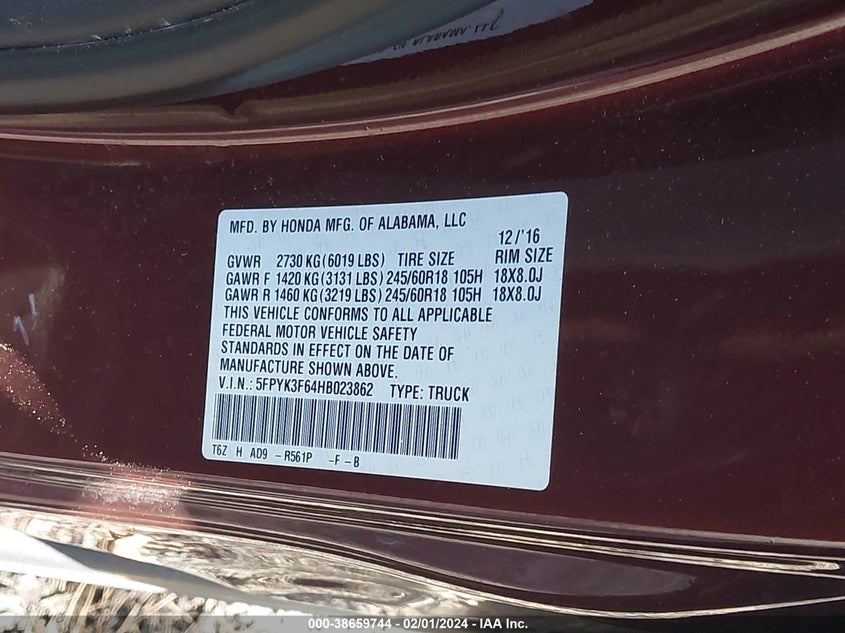 MFD. BY HONDA MFG. OF ALABAMA, LLC
12/'16
GVWR 2730 KG(6019 LBS) TIRE SIZE RIM SIZE
GAWR F 1420 KG(3131 LBS) 245/60R18 105H 18X8.0J
GAWR R 1460 KG(3219 LBS) 245/60R18 105H 18X8.0J
THIS VEHICLE CONFORMS TO ALL APPLICABLE
FEDERAL MOTOR VEHICLE SAFETY
STANDARDS IN EFFECT ON THE DATE OF
MANUFACTURE SHOWN ABOVE.
V.I.N.: 5FPYK3F64HB023862 TYPE: TRUCK
T6Z H AD9 -R561P -F -B
000-38659744 - 02/01/2024 - IAA Inc.